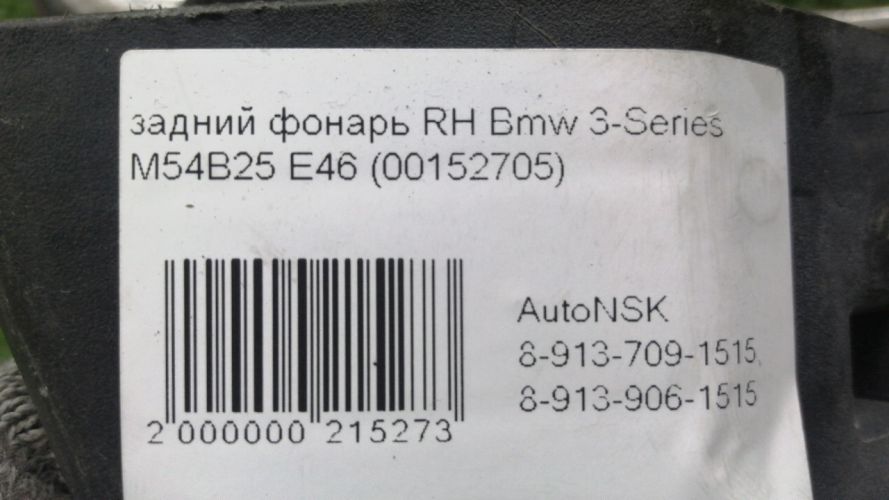 задний фонарь RH Bmw 3-Series
M54B25 E46 (00152705)
AutoNSK
8-913-709-1515,
8-913-906-1515
2 000000 215273